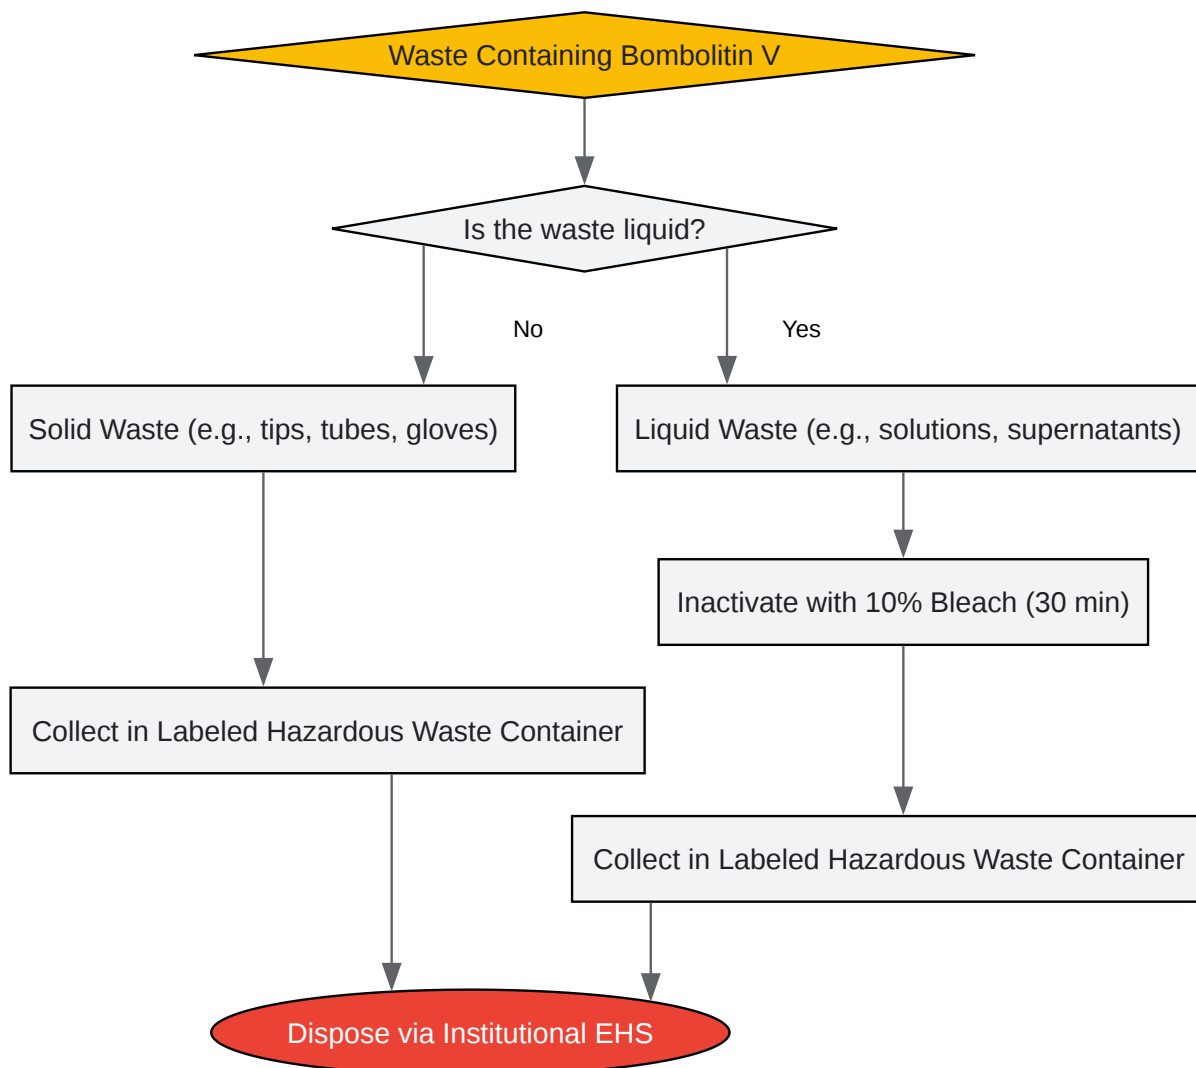 Waste Containing Bombolitin V
Is the waste liquid?
No
Yes
Solid Waste (e.g., tips, tubes, gloves)
Liquid Waste (e.g., solutions, supernatants)
Inactivate with 10% Bleach (30 min)
Collect in Labeled Hazardous Waste Container
Collect in Labeled Hazardous Waste Container
Dispose via Institutional EHS